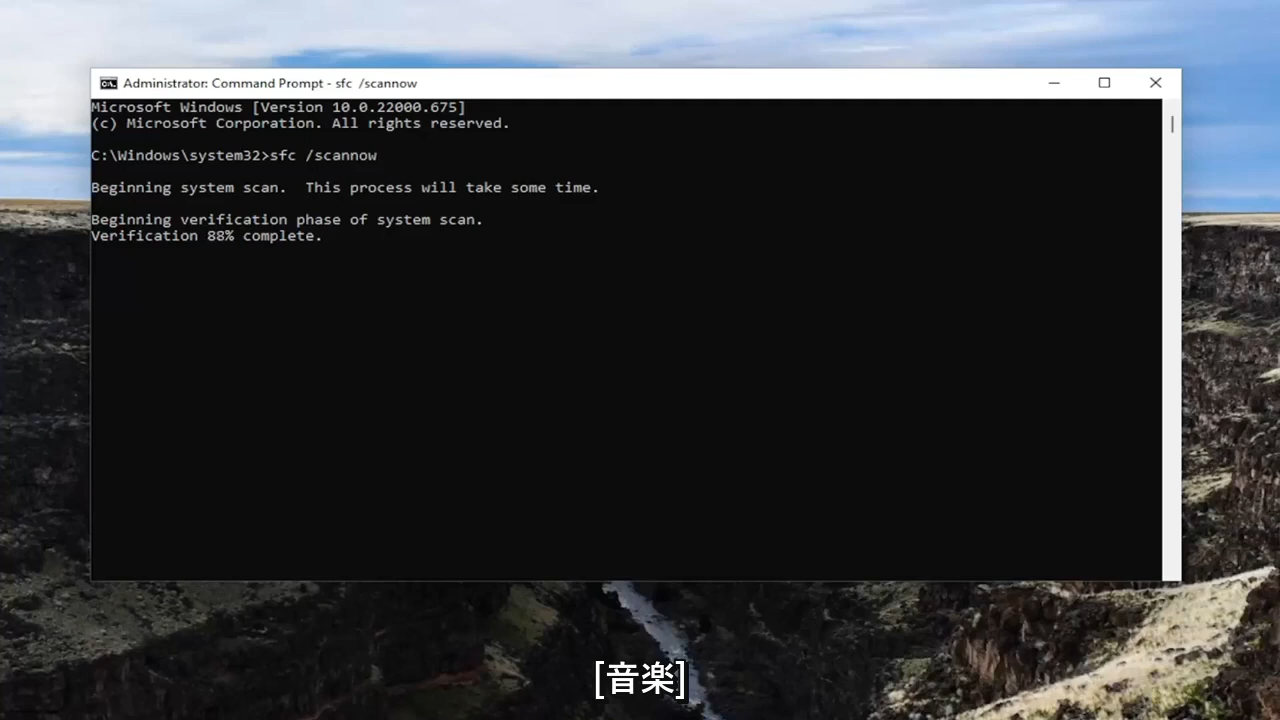 Administrator: Command Prompt - sfc  /scannow
Microsoft Windows [Version 10.0.22000.675]
(c) Microsoft Corporation. All rights reserved.
C:\Windows\system32>sfc /scannow
Beginning system scan.  This process will take some time.
Beginning verification phase of system scan.
Verification 88% complete.
[音楽]